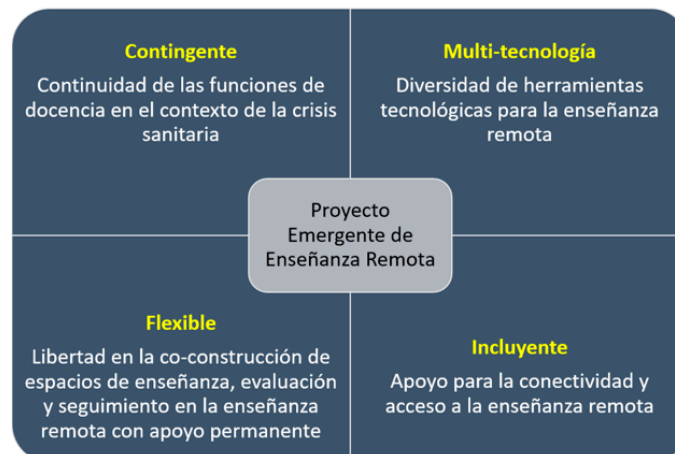 Contingente
Continuidad de las funciones de
docencia en el contexto de la crisis
sanitaria
Multi-tecnología
Diversidad de herramientas
tecnológicas para la enseñanza
remota
Proyecto
Emergente de
Enseñanza Remota
Flexible
Libertad en la co-construcción de
espacios de enseñanza, evaluación
y seguimiento en la enseñanza
remota con apoyo permanente
Incluyente
Apoyo para la conectividad y
acceso a la enseñanza remota